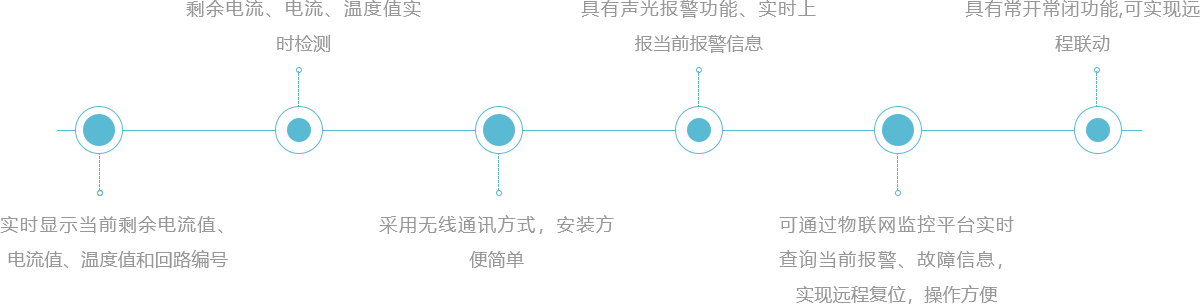 剩余电流、电流、温度值实
时检测
具有声光报警功能、实时上
报当前报警信息
具有常开常闭功能,可实现远
程联动
实时显示当前剩余电流值、
电流值、温度值和回路编号
采用无线通讯方式，安装方
便简单
可通过物联网监控平台实时
查询当前报警、故障信息，
实现远程复位，操作方便